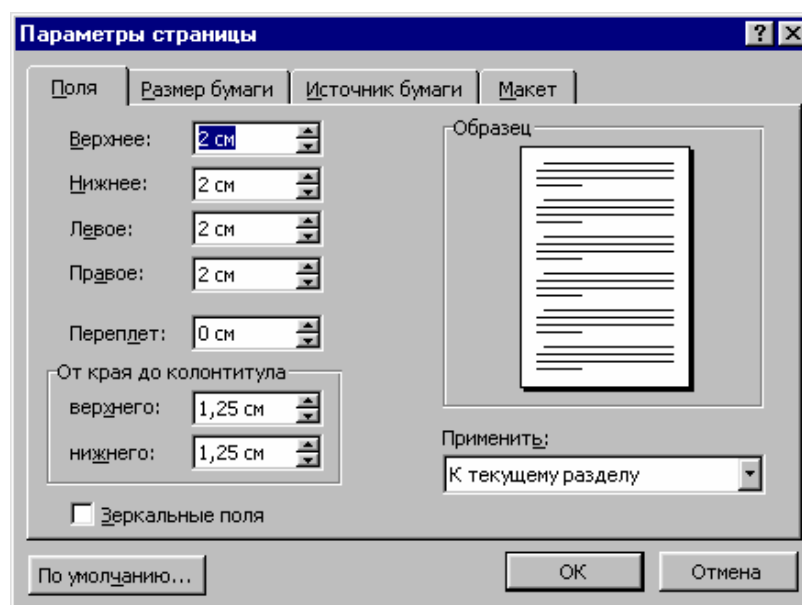 Параметры страницы
Поля Размер бумаги Источник бумаги Макет
Верхнее: 2 см
Нижнее: 2 см
Левое: 2 см
Правое: 2 см
Переплет: 0 см
От края до колонтитула
верхнего: 1,25 см
нижнего: 1,25 см
Зеркальные поля
Образец
Применить:
К текущему разделу
По умолчанию... ОК Отмена